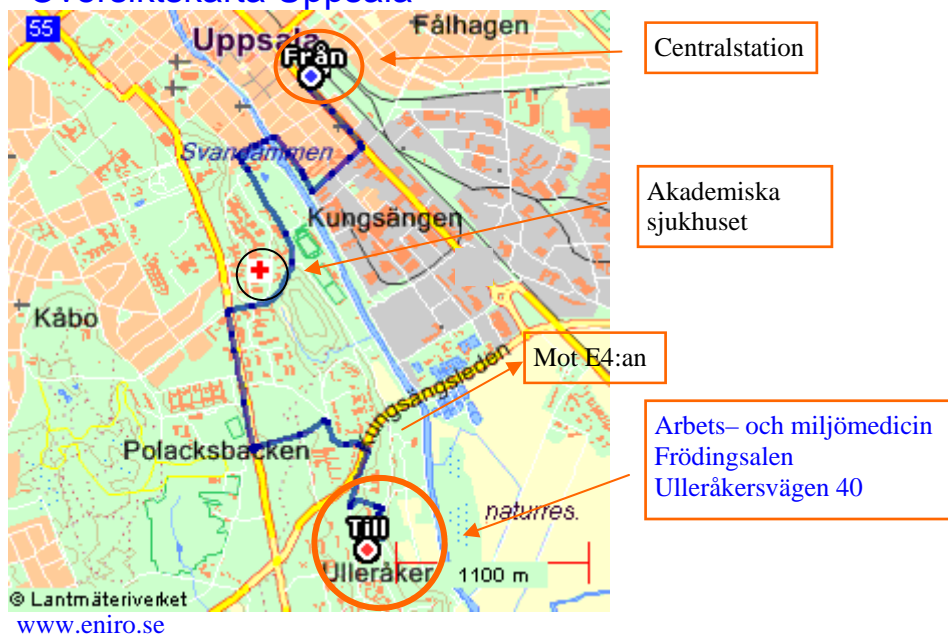 Översiktskarta Uppsala
55
Uppsala
Fålhagen
Från
Centralstation
Svandammen
Akademiska
sjukhuset
Kungsängen
Kåbo
Mot E4:an
Kungsängsleden
Polacksbacken
Arbets– och miljömedicin
Frödingsalen
Ulleråkersvägen 40
naturres.
Till
Ulleråker
1100 m
© Lantmäteriverket
www.eniro.se